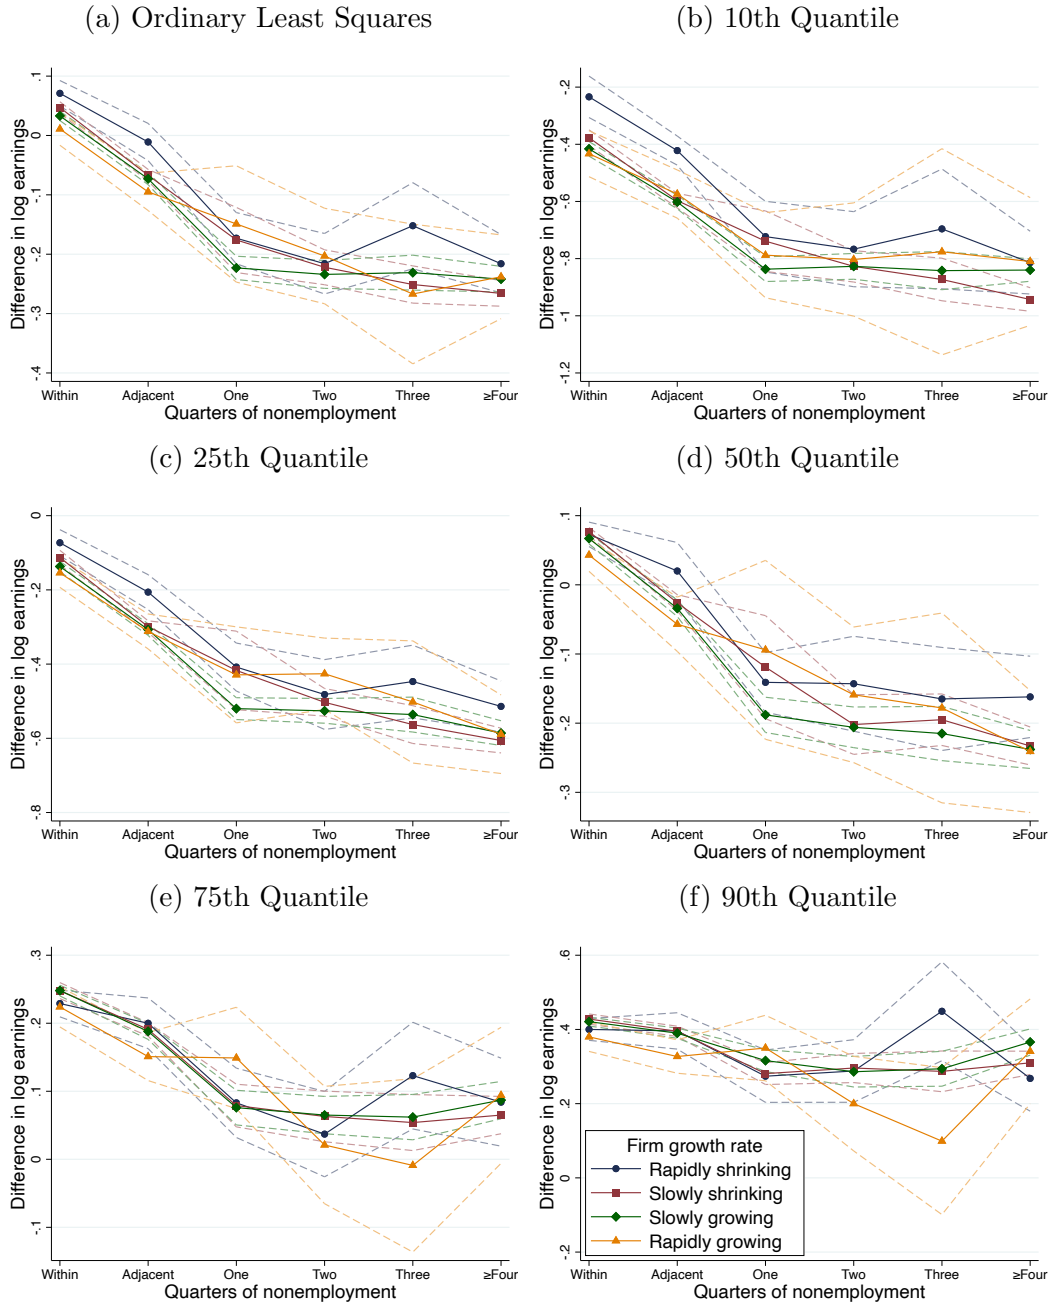 (a) Ordinary Least Squares
.1
0
.1
.2
-.3
-.4
Difference in log earnings
Within Adjacent One Two Three ≥Four
Quarters of nonemployment
(b) 10th Quantile
-.2
.4
.6
.8
-1
-1.2
Difference in log earnings
Within Adjacent One Two Three ≥Four
Quarters of nonemployment
(c) 25th Quantile
0
.2
.4
.6
-.8
Difference in log earnings
Within Adjacent One Two Three ≥Four
Quarters of nonemployment
(d) 50th Quantile
.1
0
.1
.2
-.3
Difference in log earnings
Within Adjacent One Two Three ≥Four
Quarters of nonemployment
(e) 75th Quantile
.3
.2
.1
0
-.1
Difference in log earnings
Within Adjacent One Two Three ≥Four
Quarters of nonemployment
(f) 90th Quantile
.6
.4
.2
0
-.2
Difference in log earnings
Firm growth rate
Rapidly shrinking
Slowly shrinking
Slowly growing
Rapidly growing
Within Adjacent One Two Three ≥Four
Quarters of nonemployment